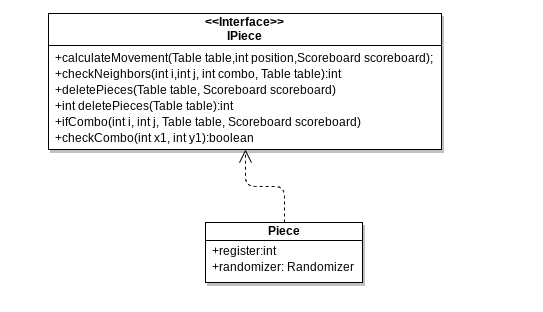 <<Interface>>
IPiece
+calculateMovement(Table table,int position,Scoreboard scoreboard);
+checkNeighbors(int i,int j, int combo, Table table):int
+deletePieces(Table table, Scoreboard scoreboard)
+int deletePieces(Table table):int
+ifCombo(int i, int j, Table table, Scoreboard scoreboard)
+checkCombo(int x1, int y1):boolean
Piece
+register:int
+randomizer: Randomizer